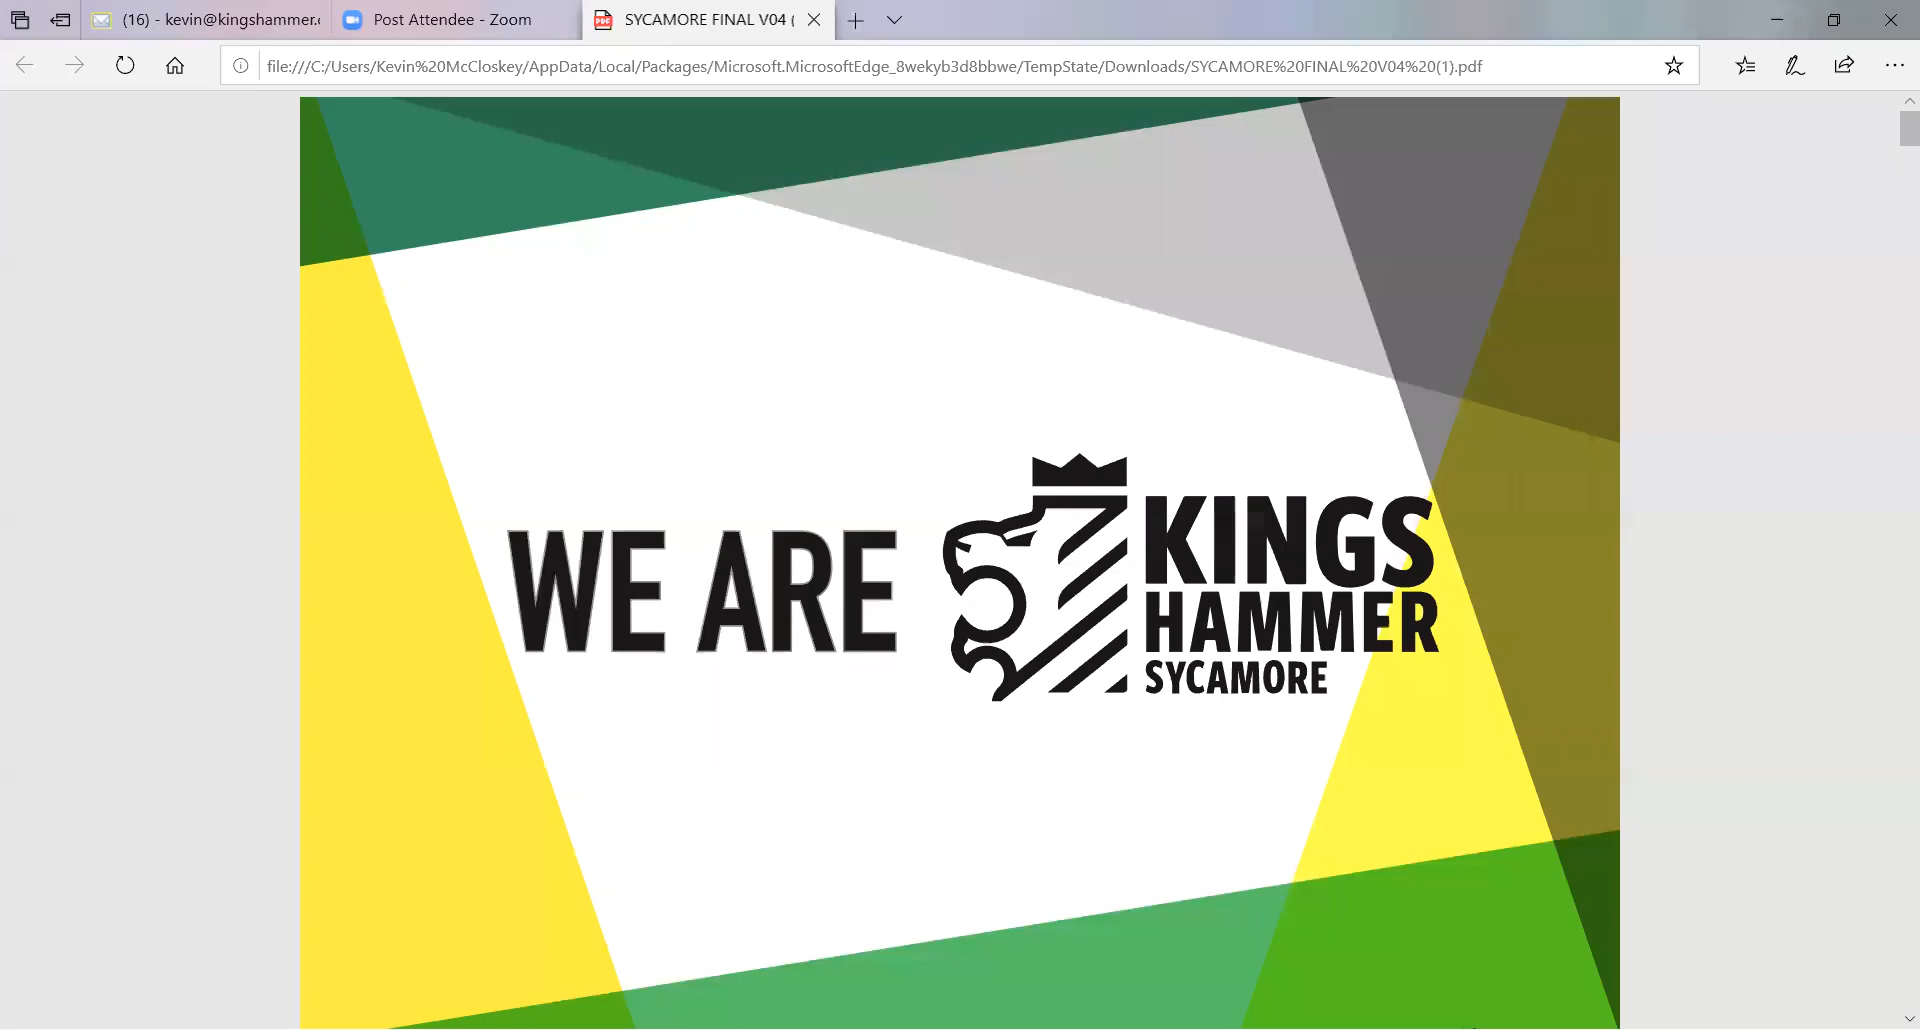 (16) - kevin@kingshammer.c
Post Attendee - Zoom
SYCAMORE FINAL V04 (
file:///C:/Users/Kevin%20McCloskey/AppData/Local/Packages/Microsoft.MicrosoftEdge_8wekyb3d8bbwe/TempState/Downloads/SYCAMORE%20FINAL%20V04%20(1).pdf
WE ARE
KINGS
HAMMER
SYCAMORE